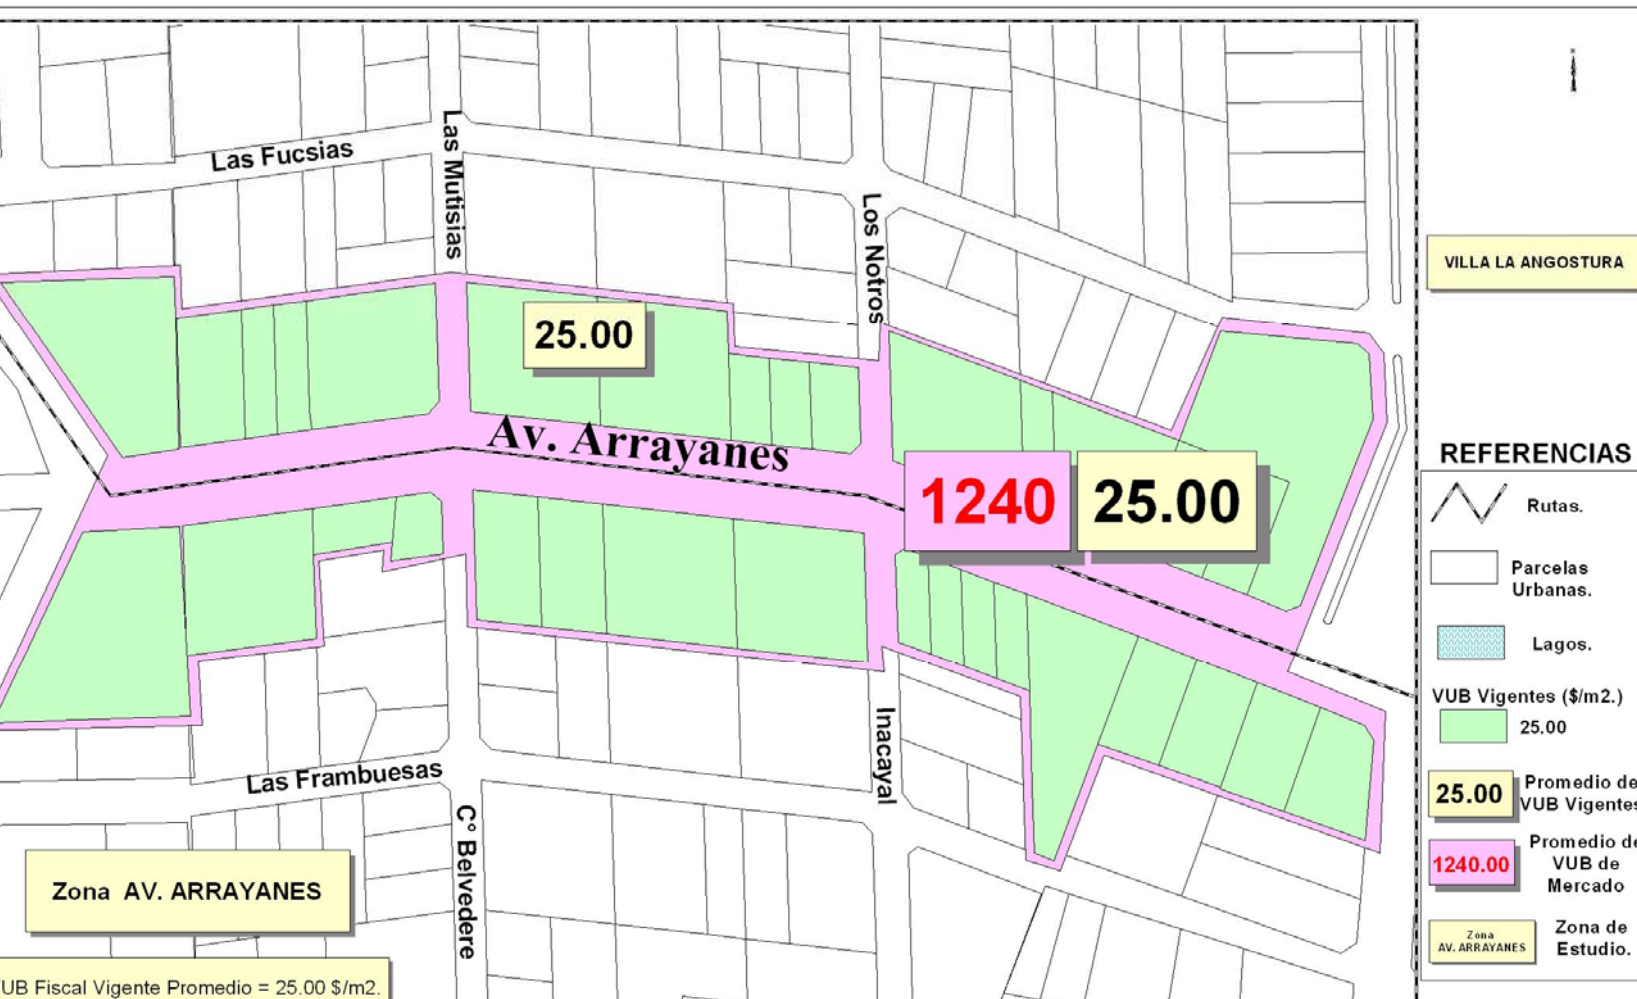 Las Fucsias
Las Mutisias
Los Notros
VILLA LA ANGOSTURA
25.00
Av. Arrayanes
1240
25.00
REFERENCIAS
Rutas.
Parcelas
Urbanas.
Lagos.
VUB Vigentes ($/m2.)
25.00
25.00
Promedio de
VUB Vigentes
1240.00
Promedio de
VUB de
Mercado
Zona
AV. ARRAYANES
Zona de
Estudio.
Inacayal
Las Frambuesas
C° Belvedere
Zona AV. ARRAYANES
UB Fiscal Vigente Promedio = 25.00 $/m2.